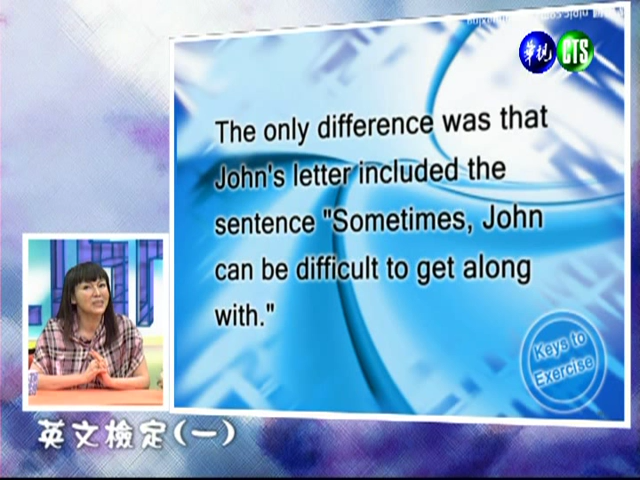 華視 CTS
The only difference was that
John's letter included the
sentence "Sometimes, John
can be difficult to get along
with."
Keys to
Exercise
英文檢定(一)